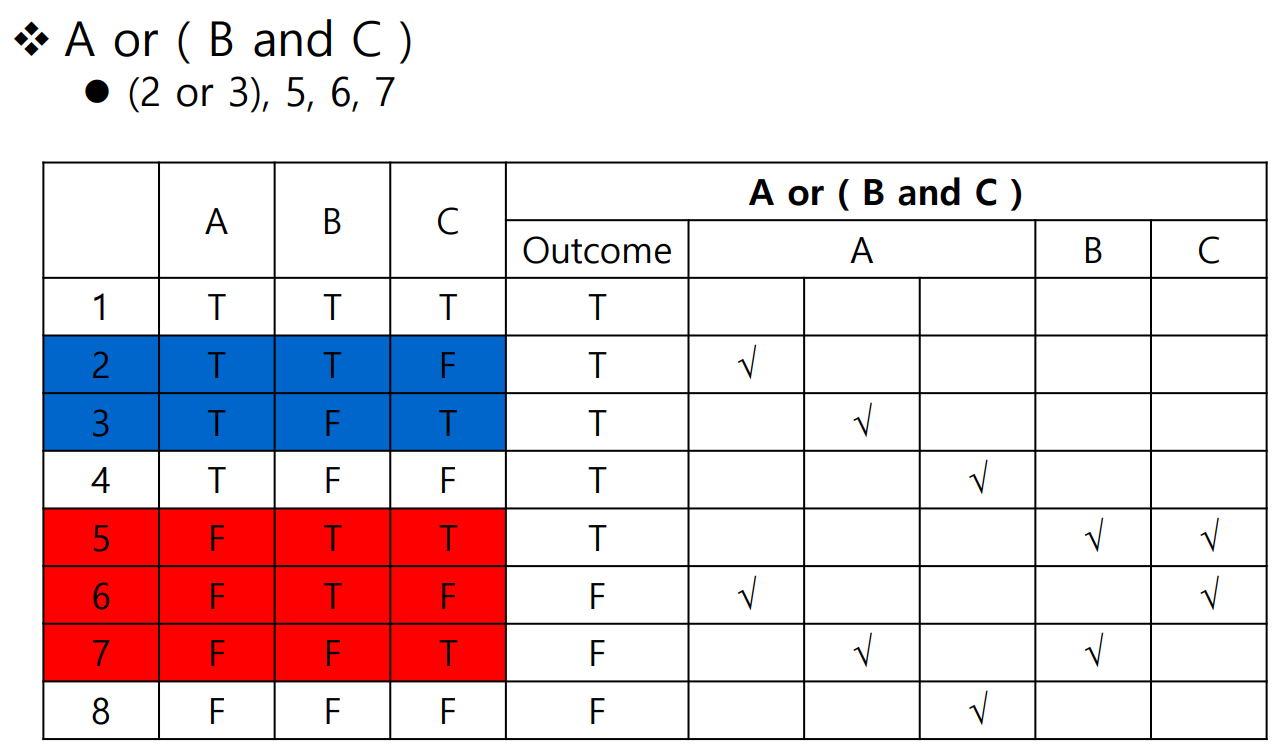 ❖ A or ( B and C )
● (2 or 3), 5, 6, 7
A B C A or ( B and C )
Outcome A B C
1 T T T T
2 T T F T √
3 T F T T √
4 T F F T √
5 F T T T √ √
6 F T F F √ √
7 F F T F √ √
8 F F F F √